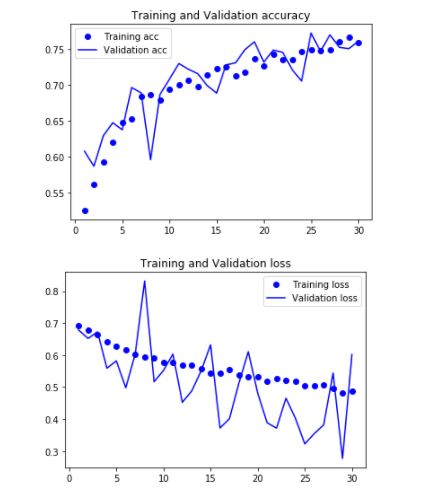 Training and Validation accuracy
Training acc
Validation acc
0.75
0.70
0.65
0.60
0.55
0 5 10 15 20 25 30
Training and Validation loss
Training loss
Validation loss
0.8
0.7
0.6
0.5
0.4
0.3
0 5 10 15 20 25 30